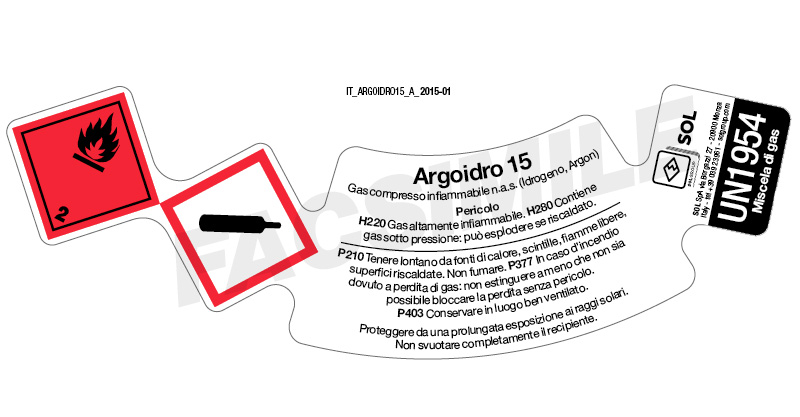 IT_ARGOIDRO15_A_2015-01
FACSIMILE
2
Argoidro 15
Gas compresso infiammabile n.a.s. (Idrogeno, Argon)
Pericolo
H220 Gas altamente infiammabile. H280 Contiene
gas sotto pressione: può esplodere se riscaldato.
P210 Tenere lontano da fonti di calore, scintille, fiamme libere,
superfici riscaldate. Non fumare. P377 In caso d'incendio
dovuto a perdita di gas: non estinguere a meno che non sia
possibile bloccare la perdita senza pericolo.
P403 Conservare in luogo ben ventilato.
Proteggere da una prolungata esposizione ai raggi solari.
Non svuotare completamente il recipiente.
SOL
SOL SpA via Borgazzi 27 - 20900 Monza
Italy - tel +39 039 23961 - solgroup.com
UN1954
Miscela di gas